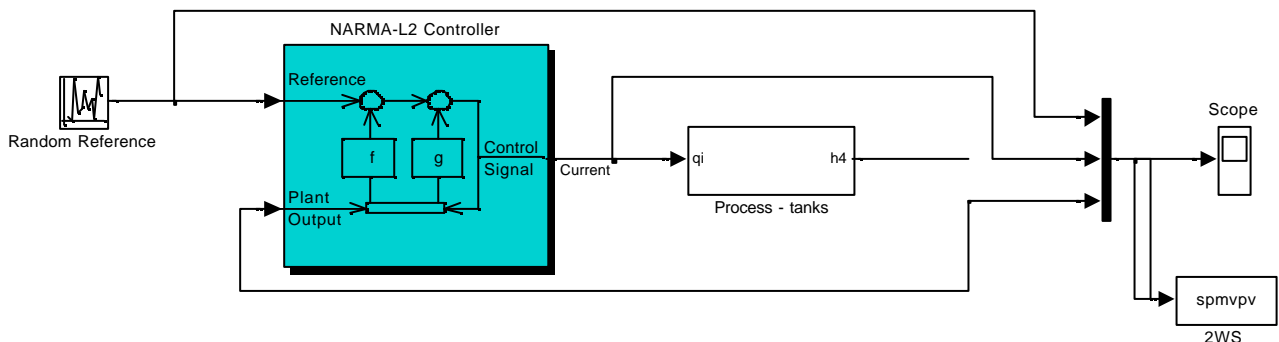 NARMA-L2 Controller
Random Reference
Reference
f
g
Control
Signal
Plant
Output
Current
qi
h4
Process - tanks
Scope
spmvpv
2WS